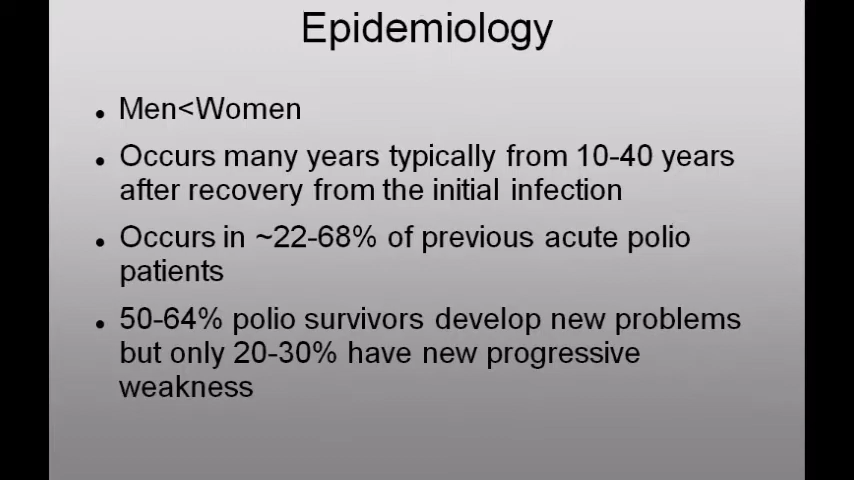 Epidemiology
• Men<Women
• Occurs many years typically from 10-40 years
after recovery from the initial infection
• Occurs in ~22-68% of previous acute polio
patients
• 50-64% polio survivors develop new problems
but only 20-30% have new progressive
weakness